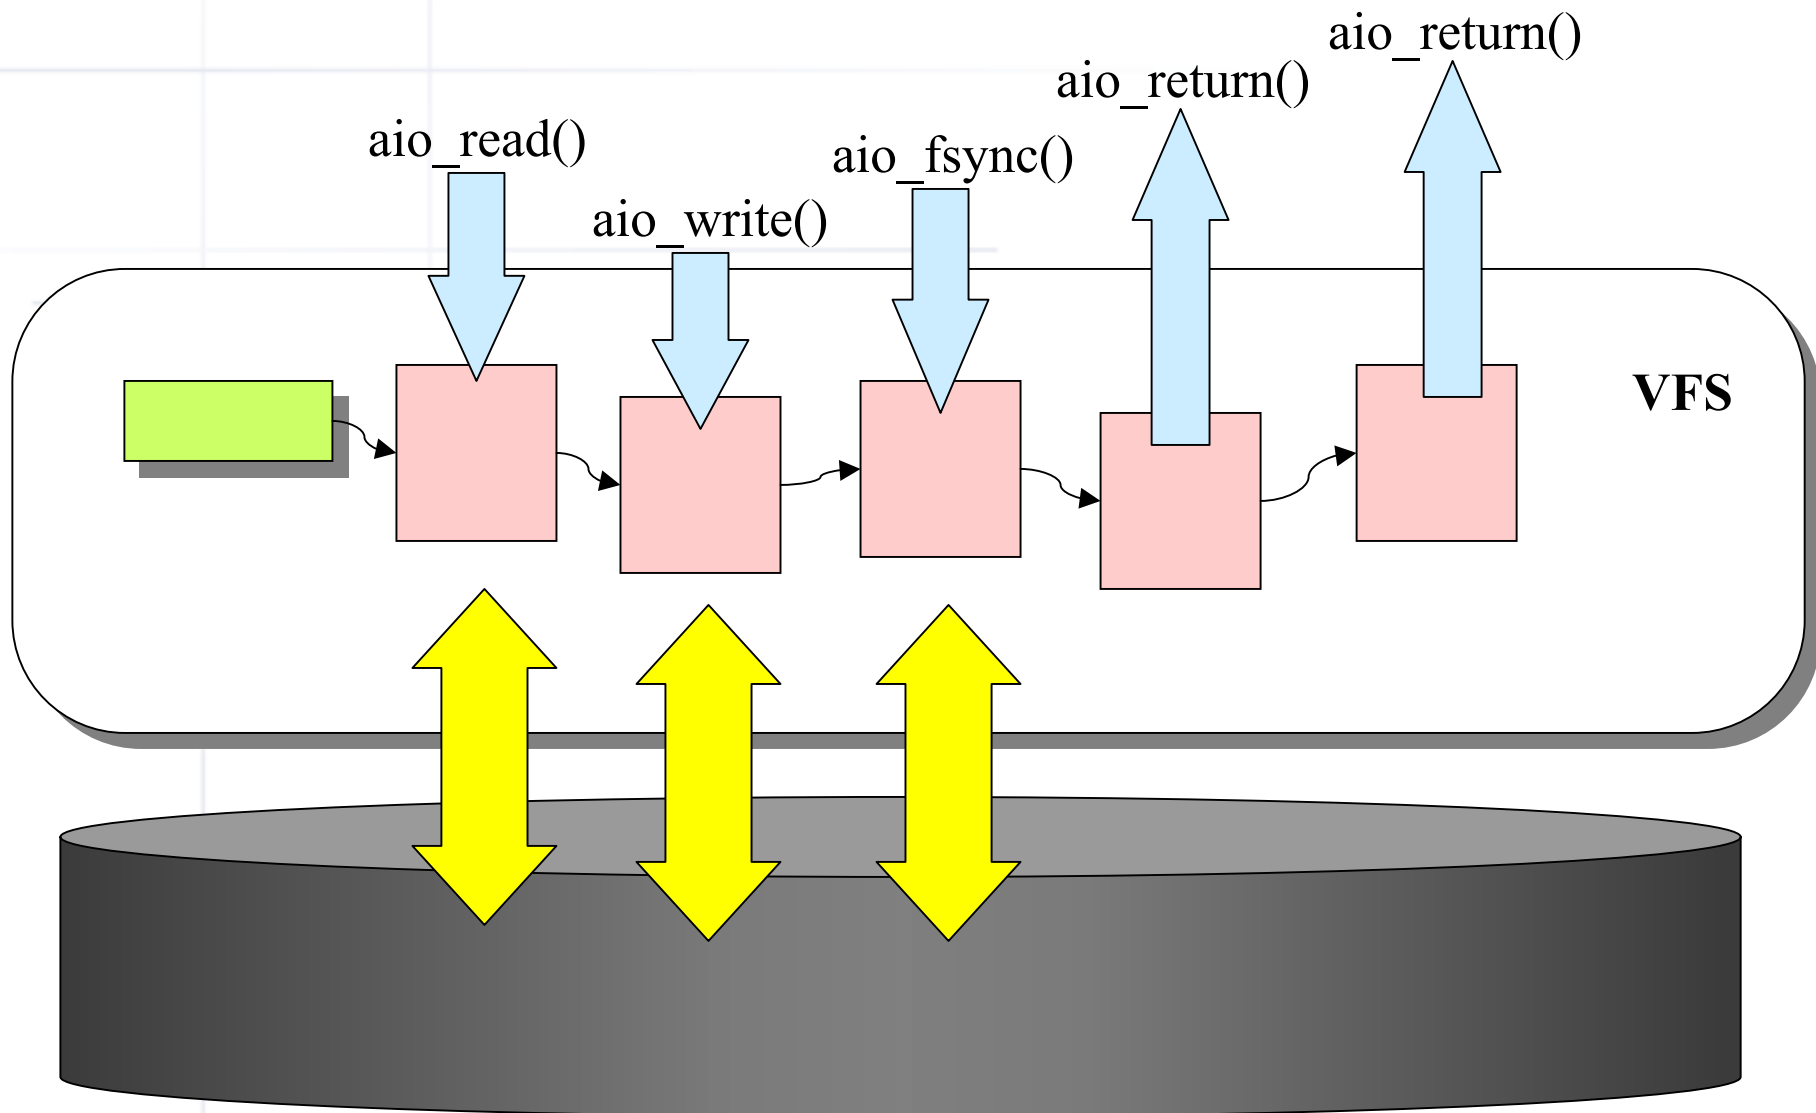 aio_read()
aio_write()
aio_fsync()
aio_return()
aio_return()
VFS